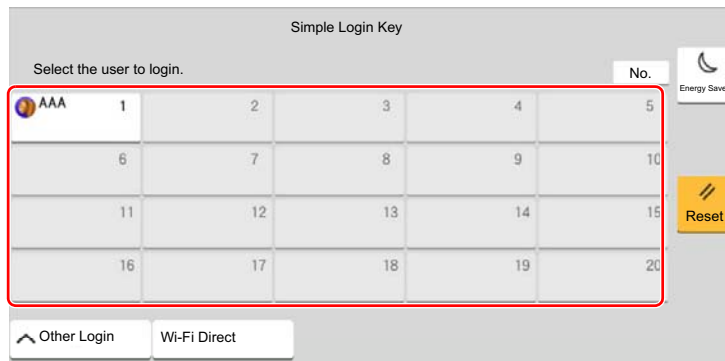 Simple Login Key
Select the user to login.
No.
Energy Save
AAA 1 2 3 4 5
6 7 8 9 10
11 12 13 14 15
Reset
16 17 18 19 20
Other Login Wi-Fi Direct